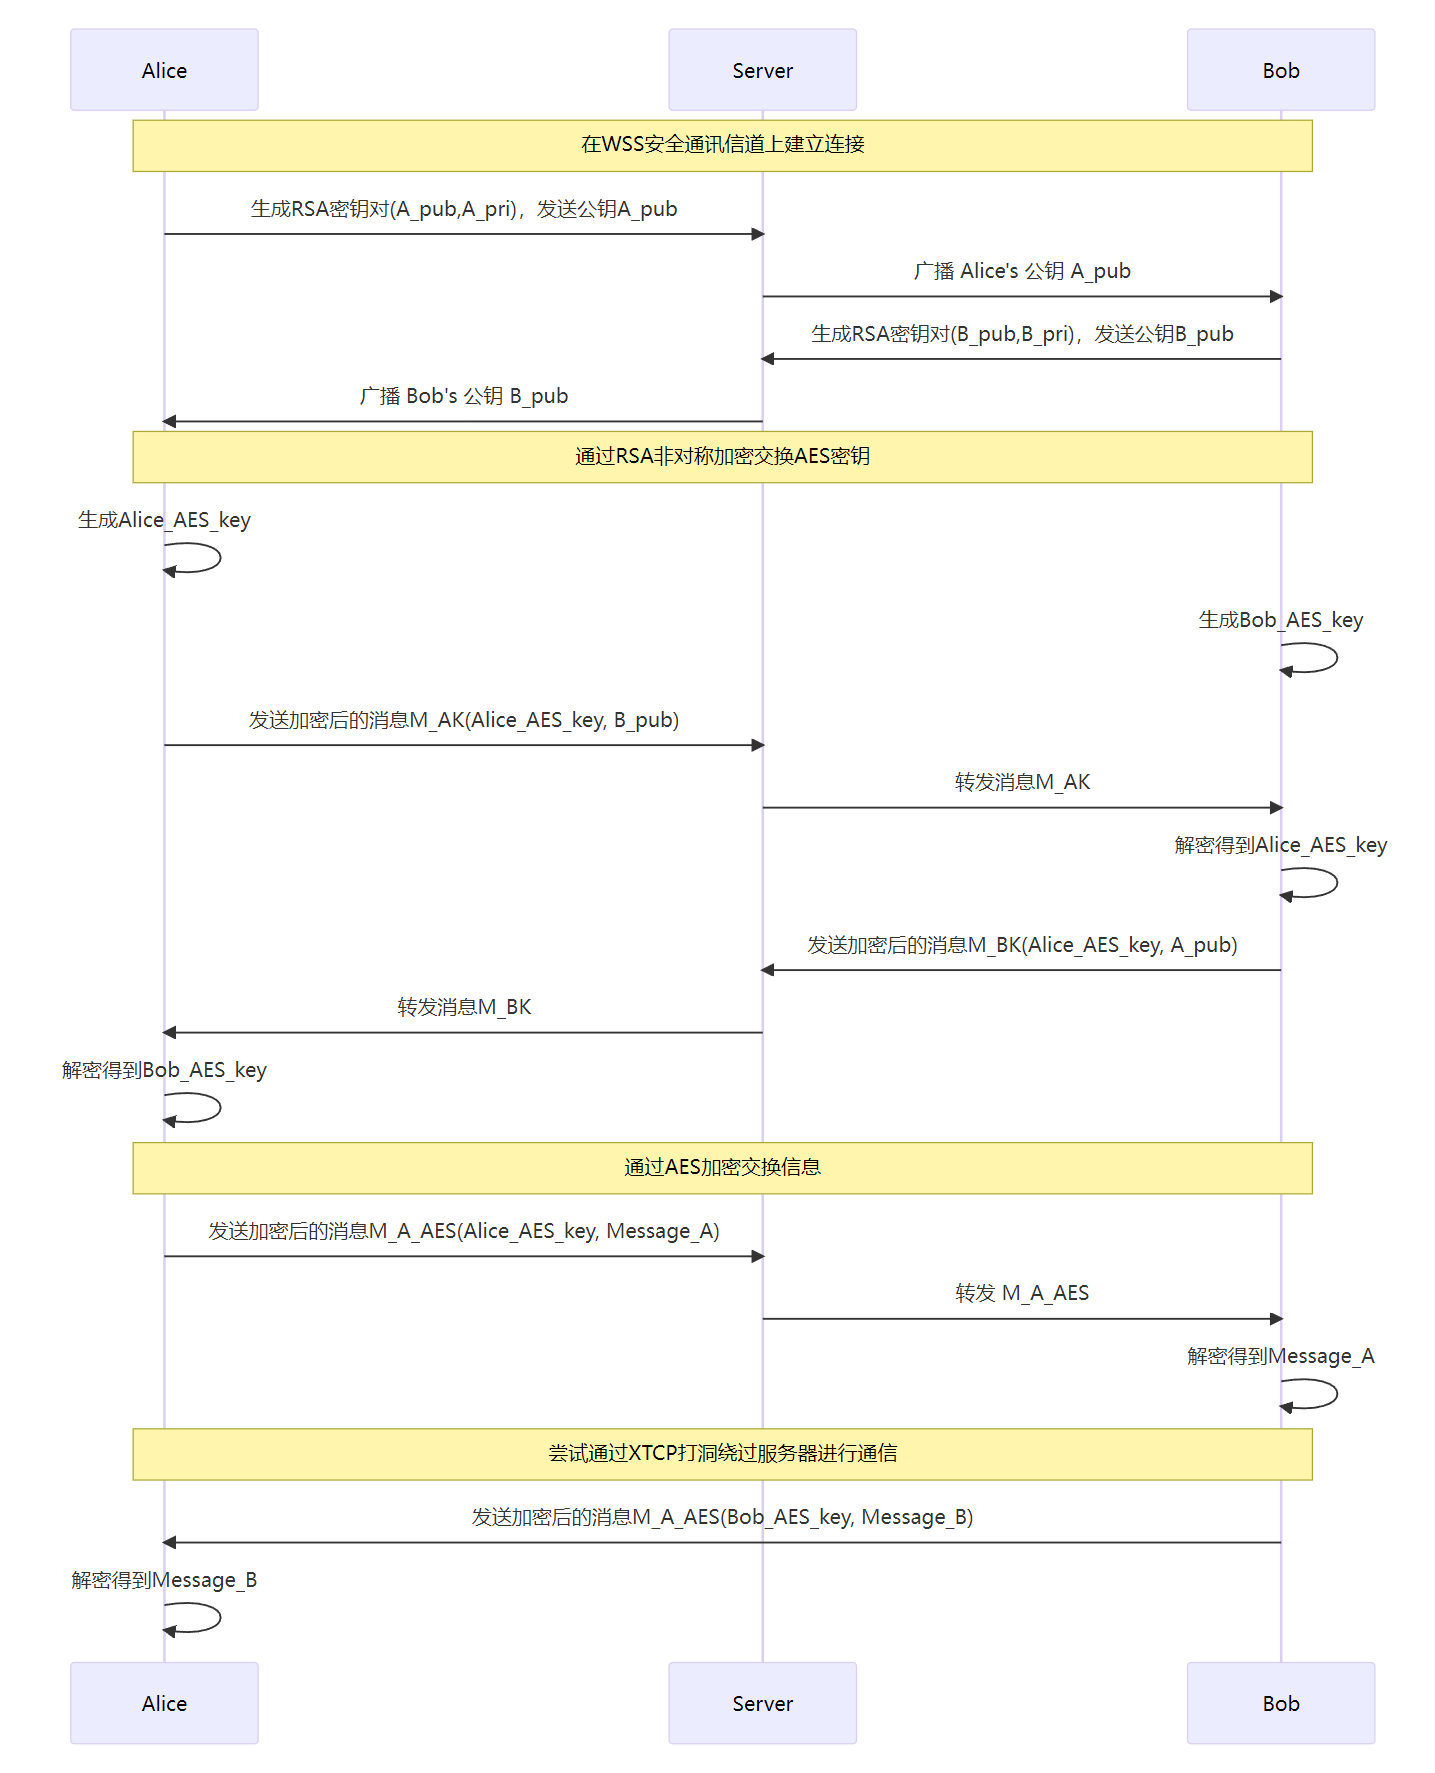 Alice
Server
Bob
在WSS安全通讯信道上建立连接
生成RSA密钥对(A_pub,A_pri)，发送公钥A_pub
广播 Alice's 公钥 A_pub
生成RSA密钥对(B_pub,B_pri)，发送公钥B_pub
广播 Bob's 公钥 B_pub
通过RSA非对称加密交换AES密钥
生成Alice_AES_key
生成Bob_AES_key
发送加密后的消息M_AK(Alice_AES_key, B_pub)
转发消息M_AK
解密得到Alice_AES_key
发送加密后的消息M_BK(Alice_AES_key, A_pub)
转发消息M_BK
解密得到Bob_AES_key
通过AES加密交换信息
发送加密后的消息M_A_AES(Alice_AES_key, Message_A)
转发 M_A_AES
解密得到Message_A
尝试通过XTCP打洞绕过服务器进行通信
发送加密后的消息M_A_AES(Bob_AES_key, Message_B)
解密得到Message_B
Alice
Server
Bob